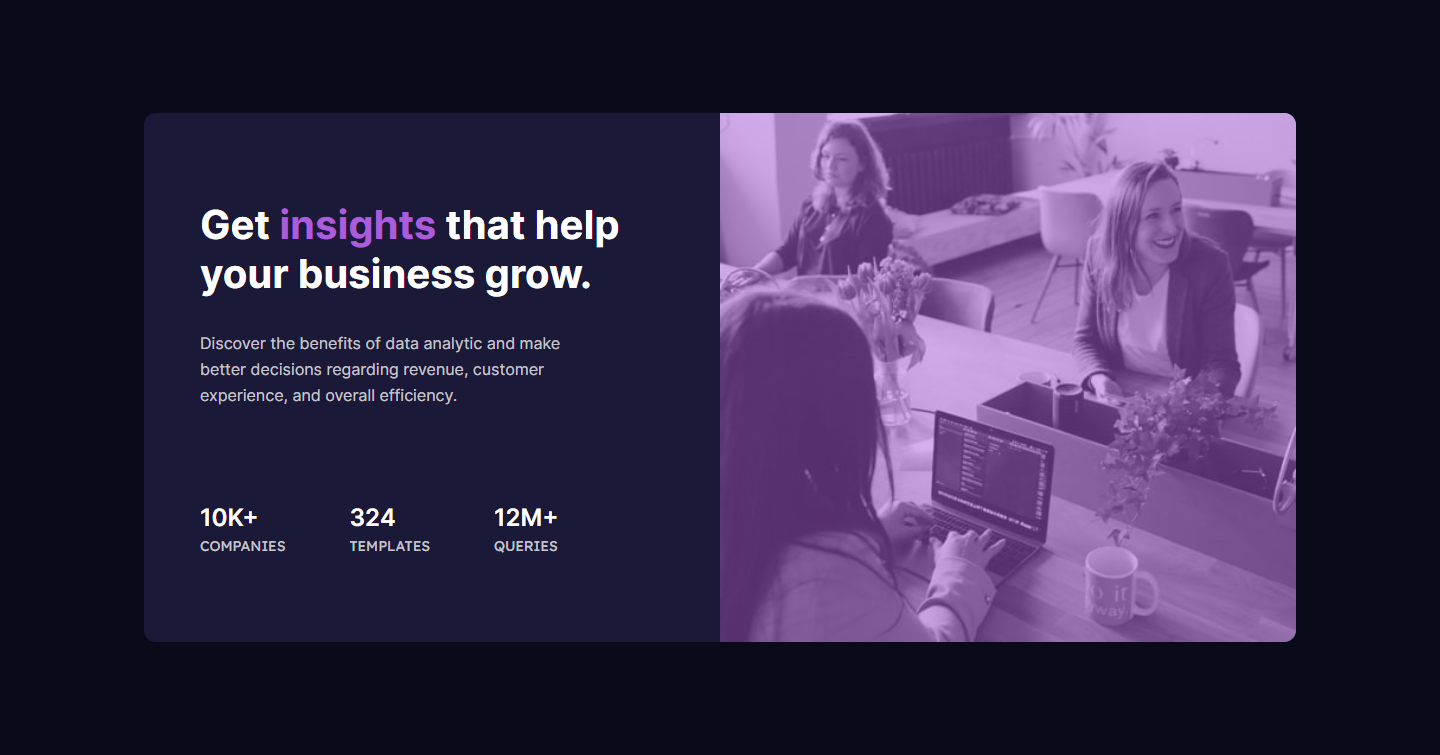 Get insights that help
your business grow.
Discover the benefits of data analytic and make
better decisions regarding revenue, customer
experience, and overall efficiency.
10K+ 324 12M+
COMPANIES TEMPLATES QUERIES